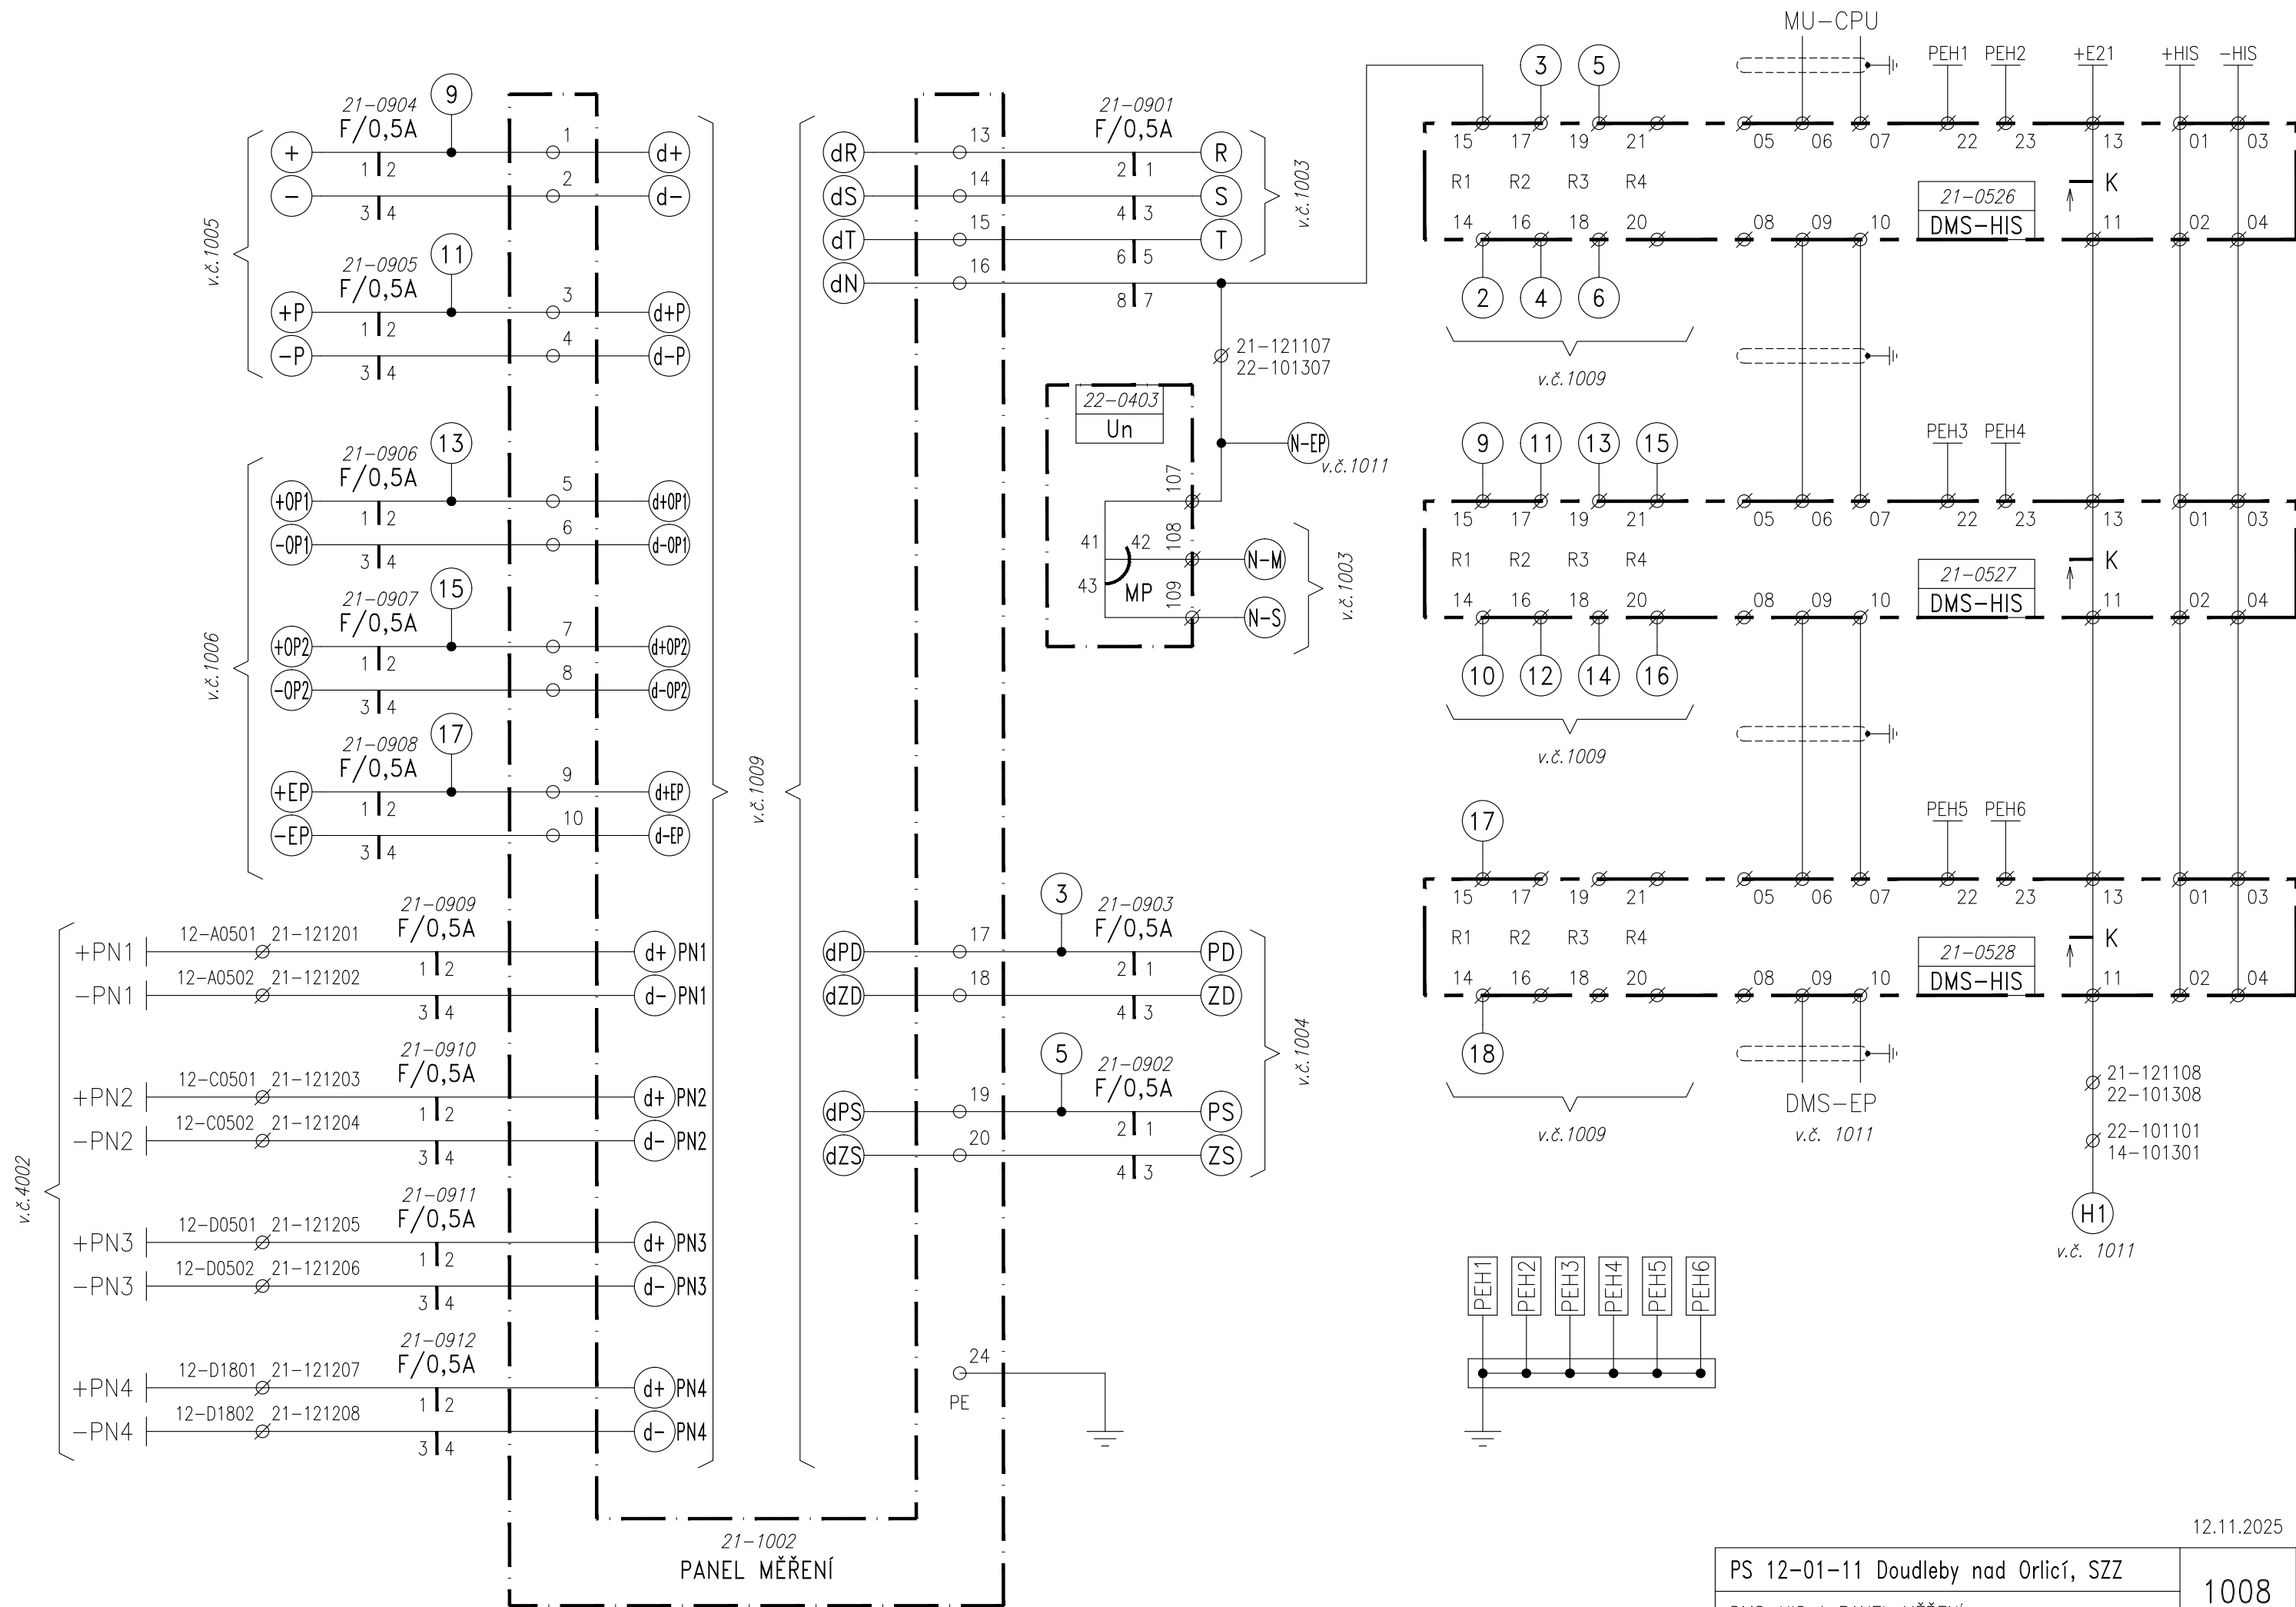 MU-CPU
PEH1 PEH2 +E21 +HIS -HIS
v.č.1005
21-0904
F/0,5A
9
+ 1 2 1 d+
- 3 4 2 d-
21-0905
F/0,5A
11
+P 1 2 3 d+P
-P 3 4 4 d-P
v.č.1006
21-0906
F/0,5A
13
+OP1 1 2 5 d+OP1
-OP1 3 4 6 d-OP1
21-0907
F/0,5A
15
+OP2 1 2 7 d+OP2
-OP2 3 4 8 d-OP2
21-0908
F/0,5A
17
+EP 1 2 9 d+EP
-EP 3 4 10 d-EP
v.č.4002
21-0909
F/0,5A
+PN1 12-A0501 21-121201 1 2 d+ PN1
-PN1 12-A0502 21-121202 3 4 d- PN1
21-0910
F/0,5A
+PN2 12-C0501 21-121203 1 2 d+ PN2
-PN2 12-C0502 21-121204 3 4 d- PN2
21-0911
F/0,5A
+PN3 12-D0501 21-121205 1 2 d+ PN3
-PN3 12-D0502 21-121206 3 4 d- PN3
21-0912
F/0,5A
+PN4 12-D1801 21-121207 1 2 d+ PN4
-PN4 12-D1802 21-121208 3 4 d- PN4
v.č.1009
21-1002
PANEL MĚŘENÍ
21-0901
F/0,5A
dR 13 2 1 R
dS 14 4 3 S
dT 15 6 5 T
dN 16 8 7
v.č.1003
21-121107
22-101307
22-0403
Un
N-EP
v.č.1011
107
41 42 108 N-M
43 MP 109 N-S
v.č.1003
3
21-0903
F/0,5A
dPD 17 2 1 PD
dZD 18 4 3 ZD
5
21-0902
F/0,5A
dPS 19 2 1 PS
dZS 20 4 3 ZS
v.č.1004
24
PE
3 5
15 17 19 21 05 06 07 22 23 13 01 03
R1 R2 R3 R4 21-0526 K
14 16 18 20 08 09 10 DMS-HIS 11 02 04
2 4 6
v.č.1009
9 11 13 15 PEH3 PEH4
15 17 19 21 05 06 07 22 23 13 01 03
R1 R2 R3 R4 21-0527 K
14 16 18 20 08 09 10 DMS-HIS 11 02 04
10 12 14 16
v.č.1009
17 PEH5 PEH6
15 17 19 21 05 06 07 22 23 13 01 03
R1 R2 R3 R4 21-0528 K
14 16 18 20 08 09 10 DMS-HIS 11 02 04
18
v.č.1009
DMS-EP
v.č. 1011
21-121108
22-101308
22-101101
14-101301
H1
v.č. 1011
PEH1 PEH2 PEH3 PEH4 PEH5 PEH6
12.11.2025
PS 12-01-11 Doudleby nad Orlicí, SZZ
1008